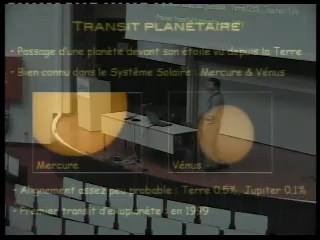 TRANSIT PLANÉTAIRE
• Passage d'une planète devant son étoile vu depuis la Terre
• Bien connu dans le Système Solaire : Mercure & Vénus
Mercure
Vénus
• Alignement assez peu probable : Terre 0.5%, Jupiter 0.1%
• Premier transit d'exoplanète : en 1999